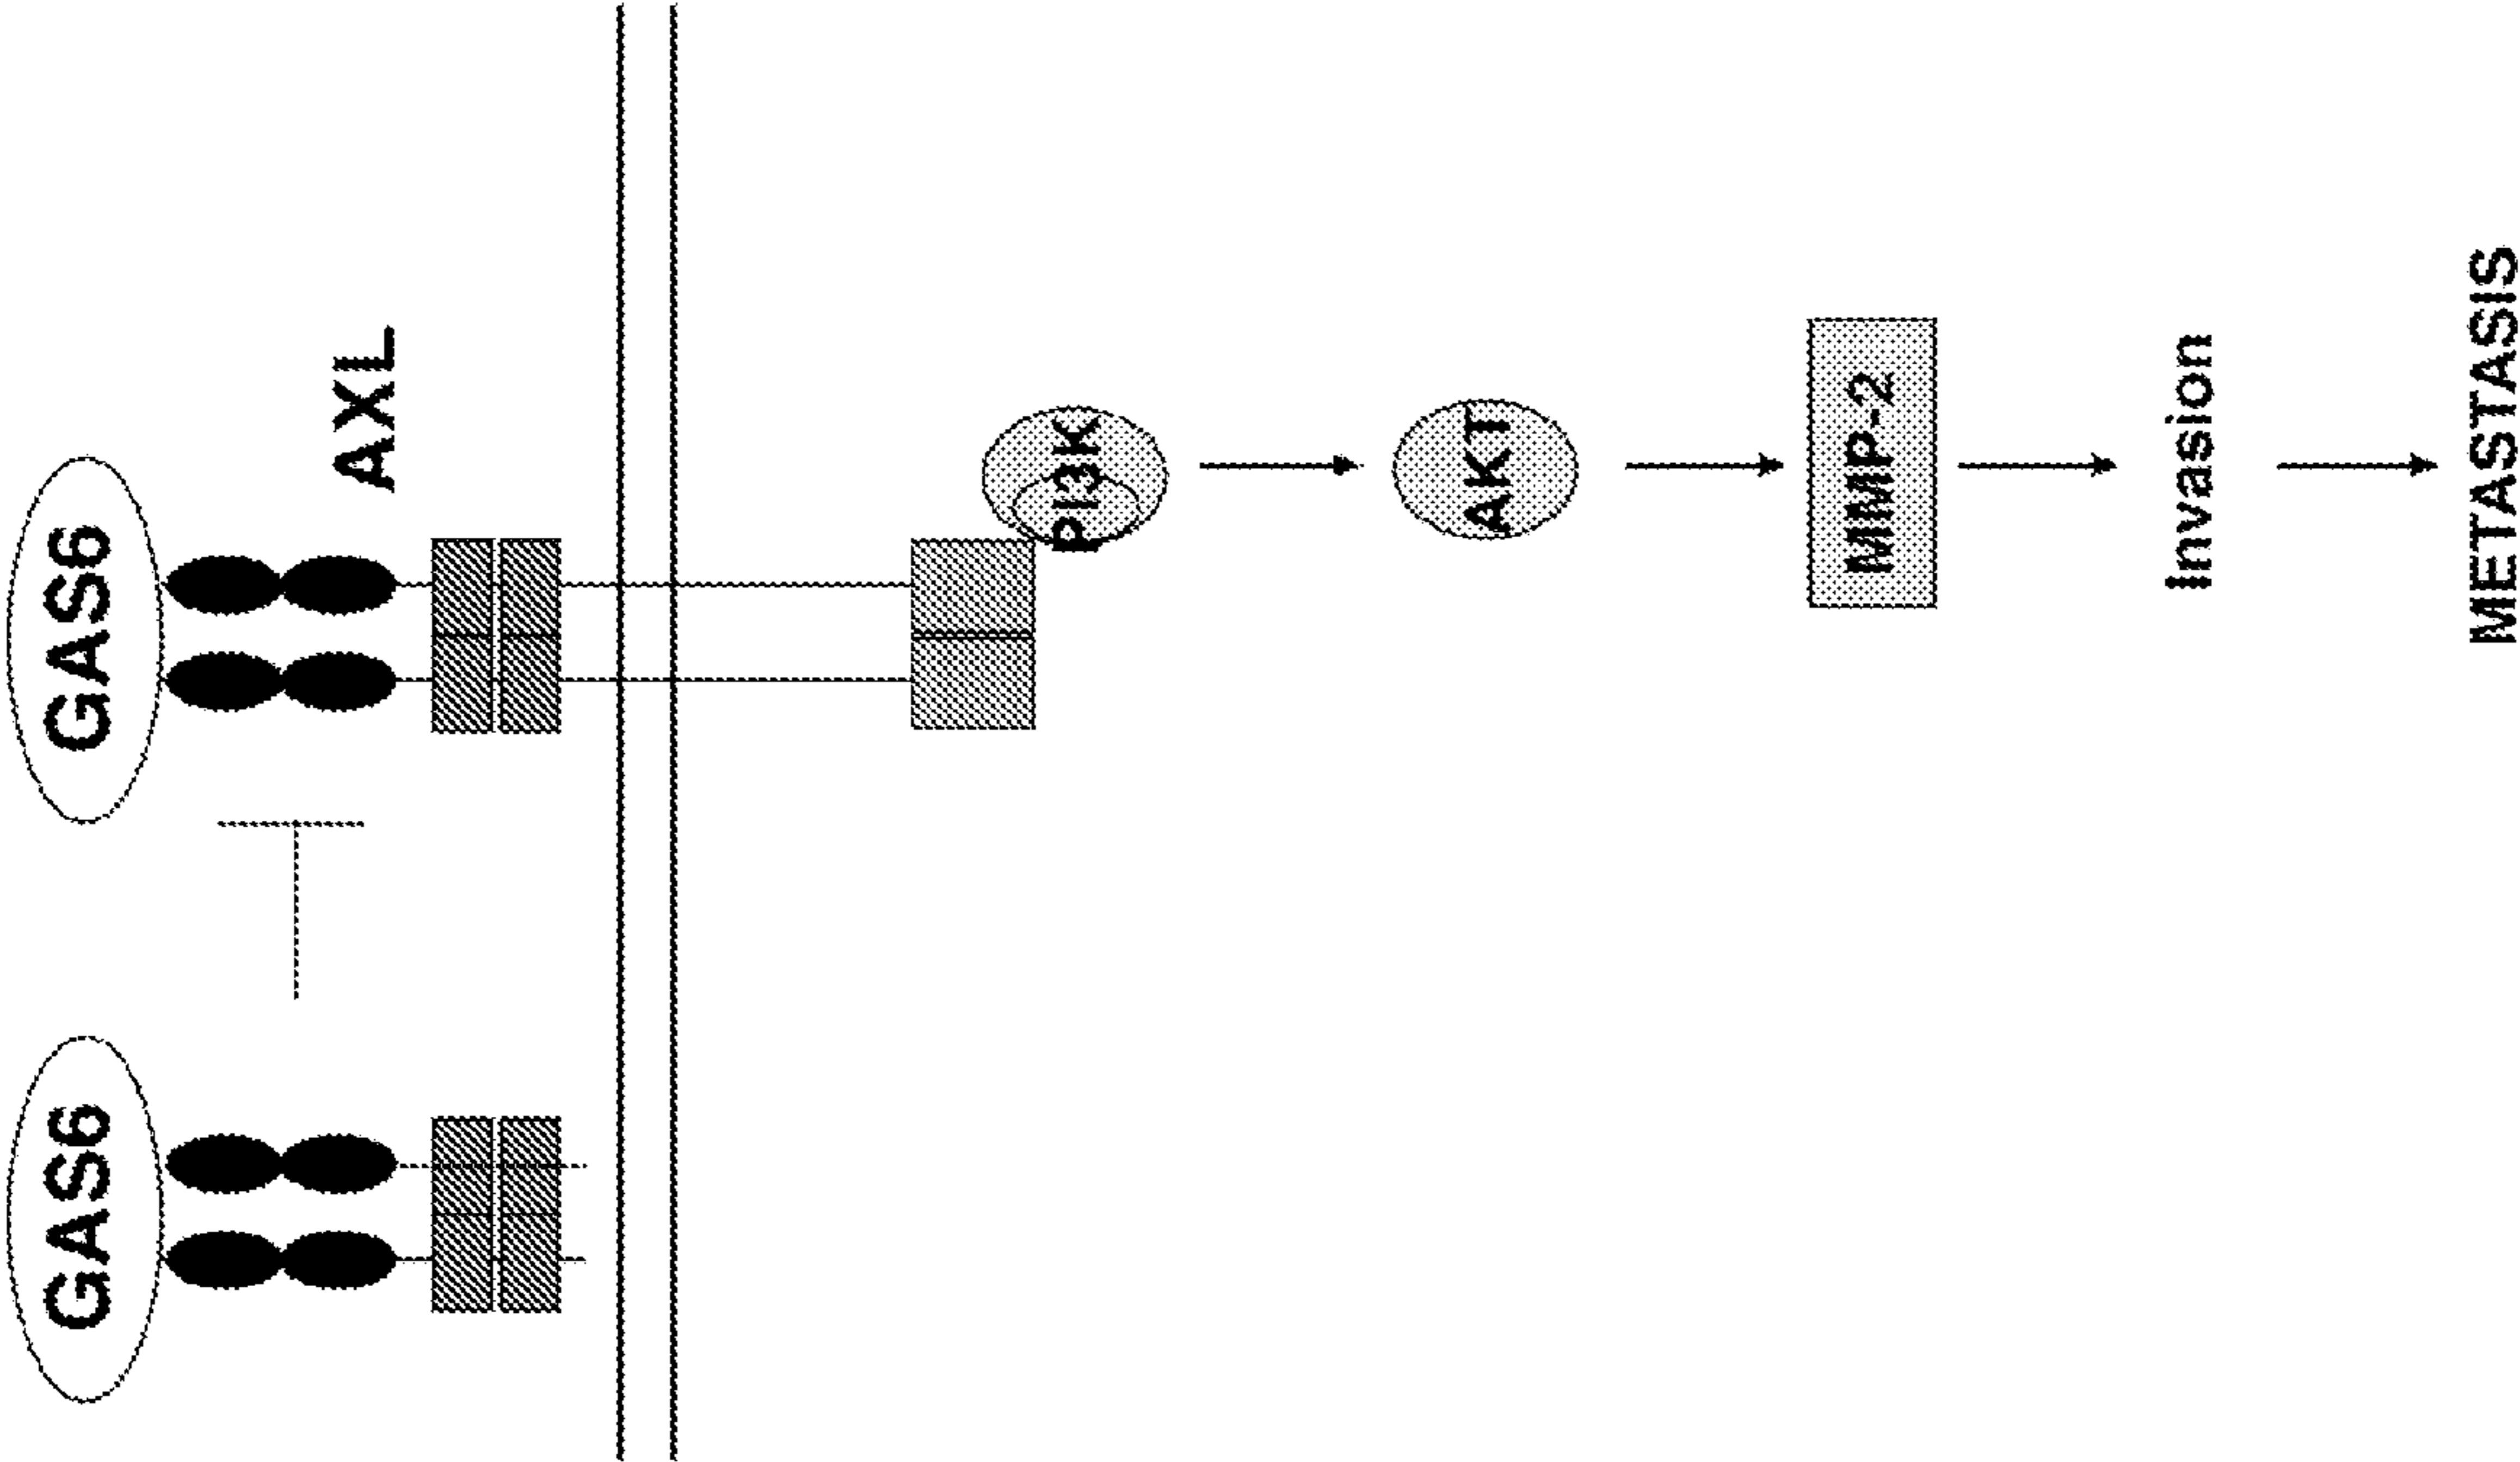 GAS6
GAS6
AXL
PI3K
AKT
MMP-2
Invasion
METASTASIS